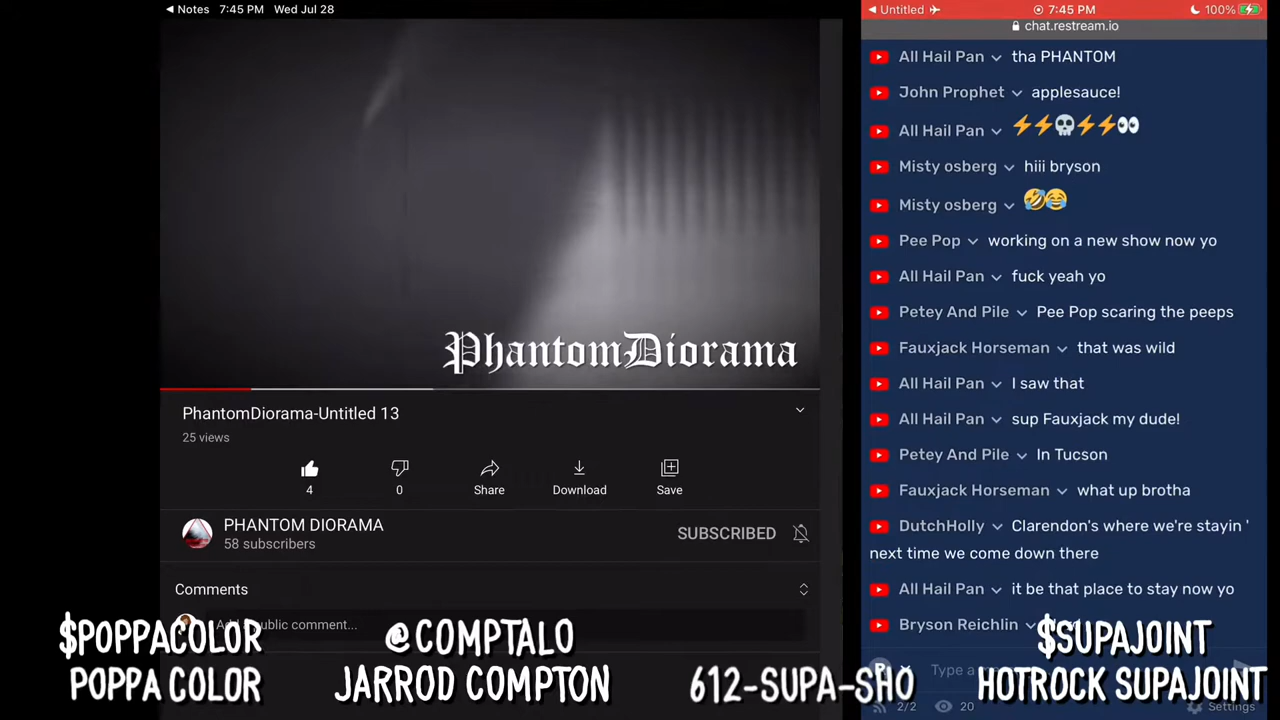 Notes 7:45 PM Wed Jul 28
PhantomDiorama
PhantomDiorama-Untitled 13
25 views
4
0
Share
Download
Save
PHANTOM DIORAMA
58 subscribers
SUBSCRIBED
Comments
public comment...
$POPPACOLOR
POPPA COLOR
@COMPTALO
JARROD COMPTON
612-SUPA-SHO
$SUPAJOINT
HOTROCK SUPAJOINT
Untitled 7:45 PM 100%
chat.restream.io
All Hail Pan tha PHANTOM
John Prophet applesauce!
All Hail Pan ⚡⚡💀⚡⚡👀
Misty osberg hiii bryson
Misty osberg 🤣😂
Pee Pop working on a new show now yo
All Hail Pan fuck yeah yo
Petey And Pile Pee Pop scaring the peeps
Fauxjack Horseman that was wild
All Hail Pan I saw that
All Hail Pan sup Fauxjack my dude!
Petey And Pile In Tucson
Fauxjack Horseman what up brotha
DutchHolly Clarendon's where we're stayin '
next time we come down there
All Hail Pan it be that place to stay now yo
Bryson Reichlin
Type a
2/2 20 Settings